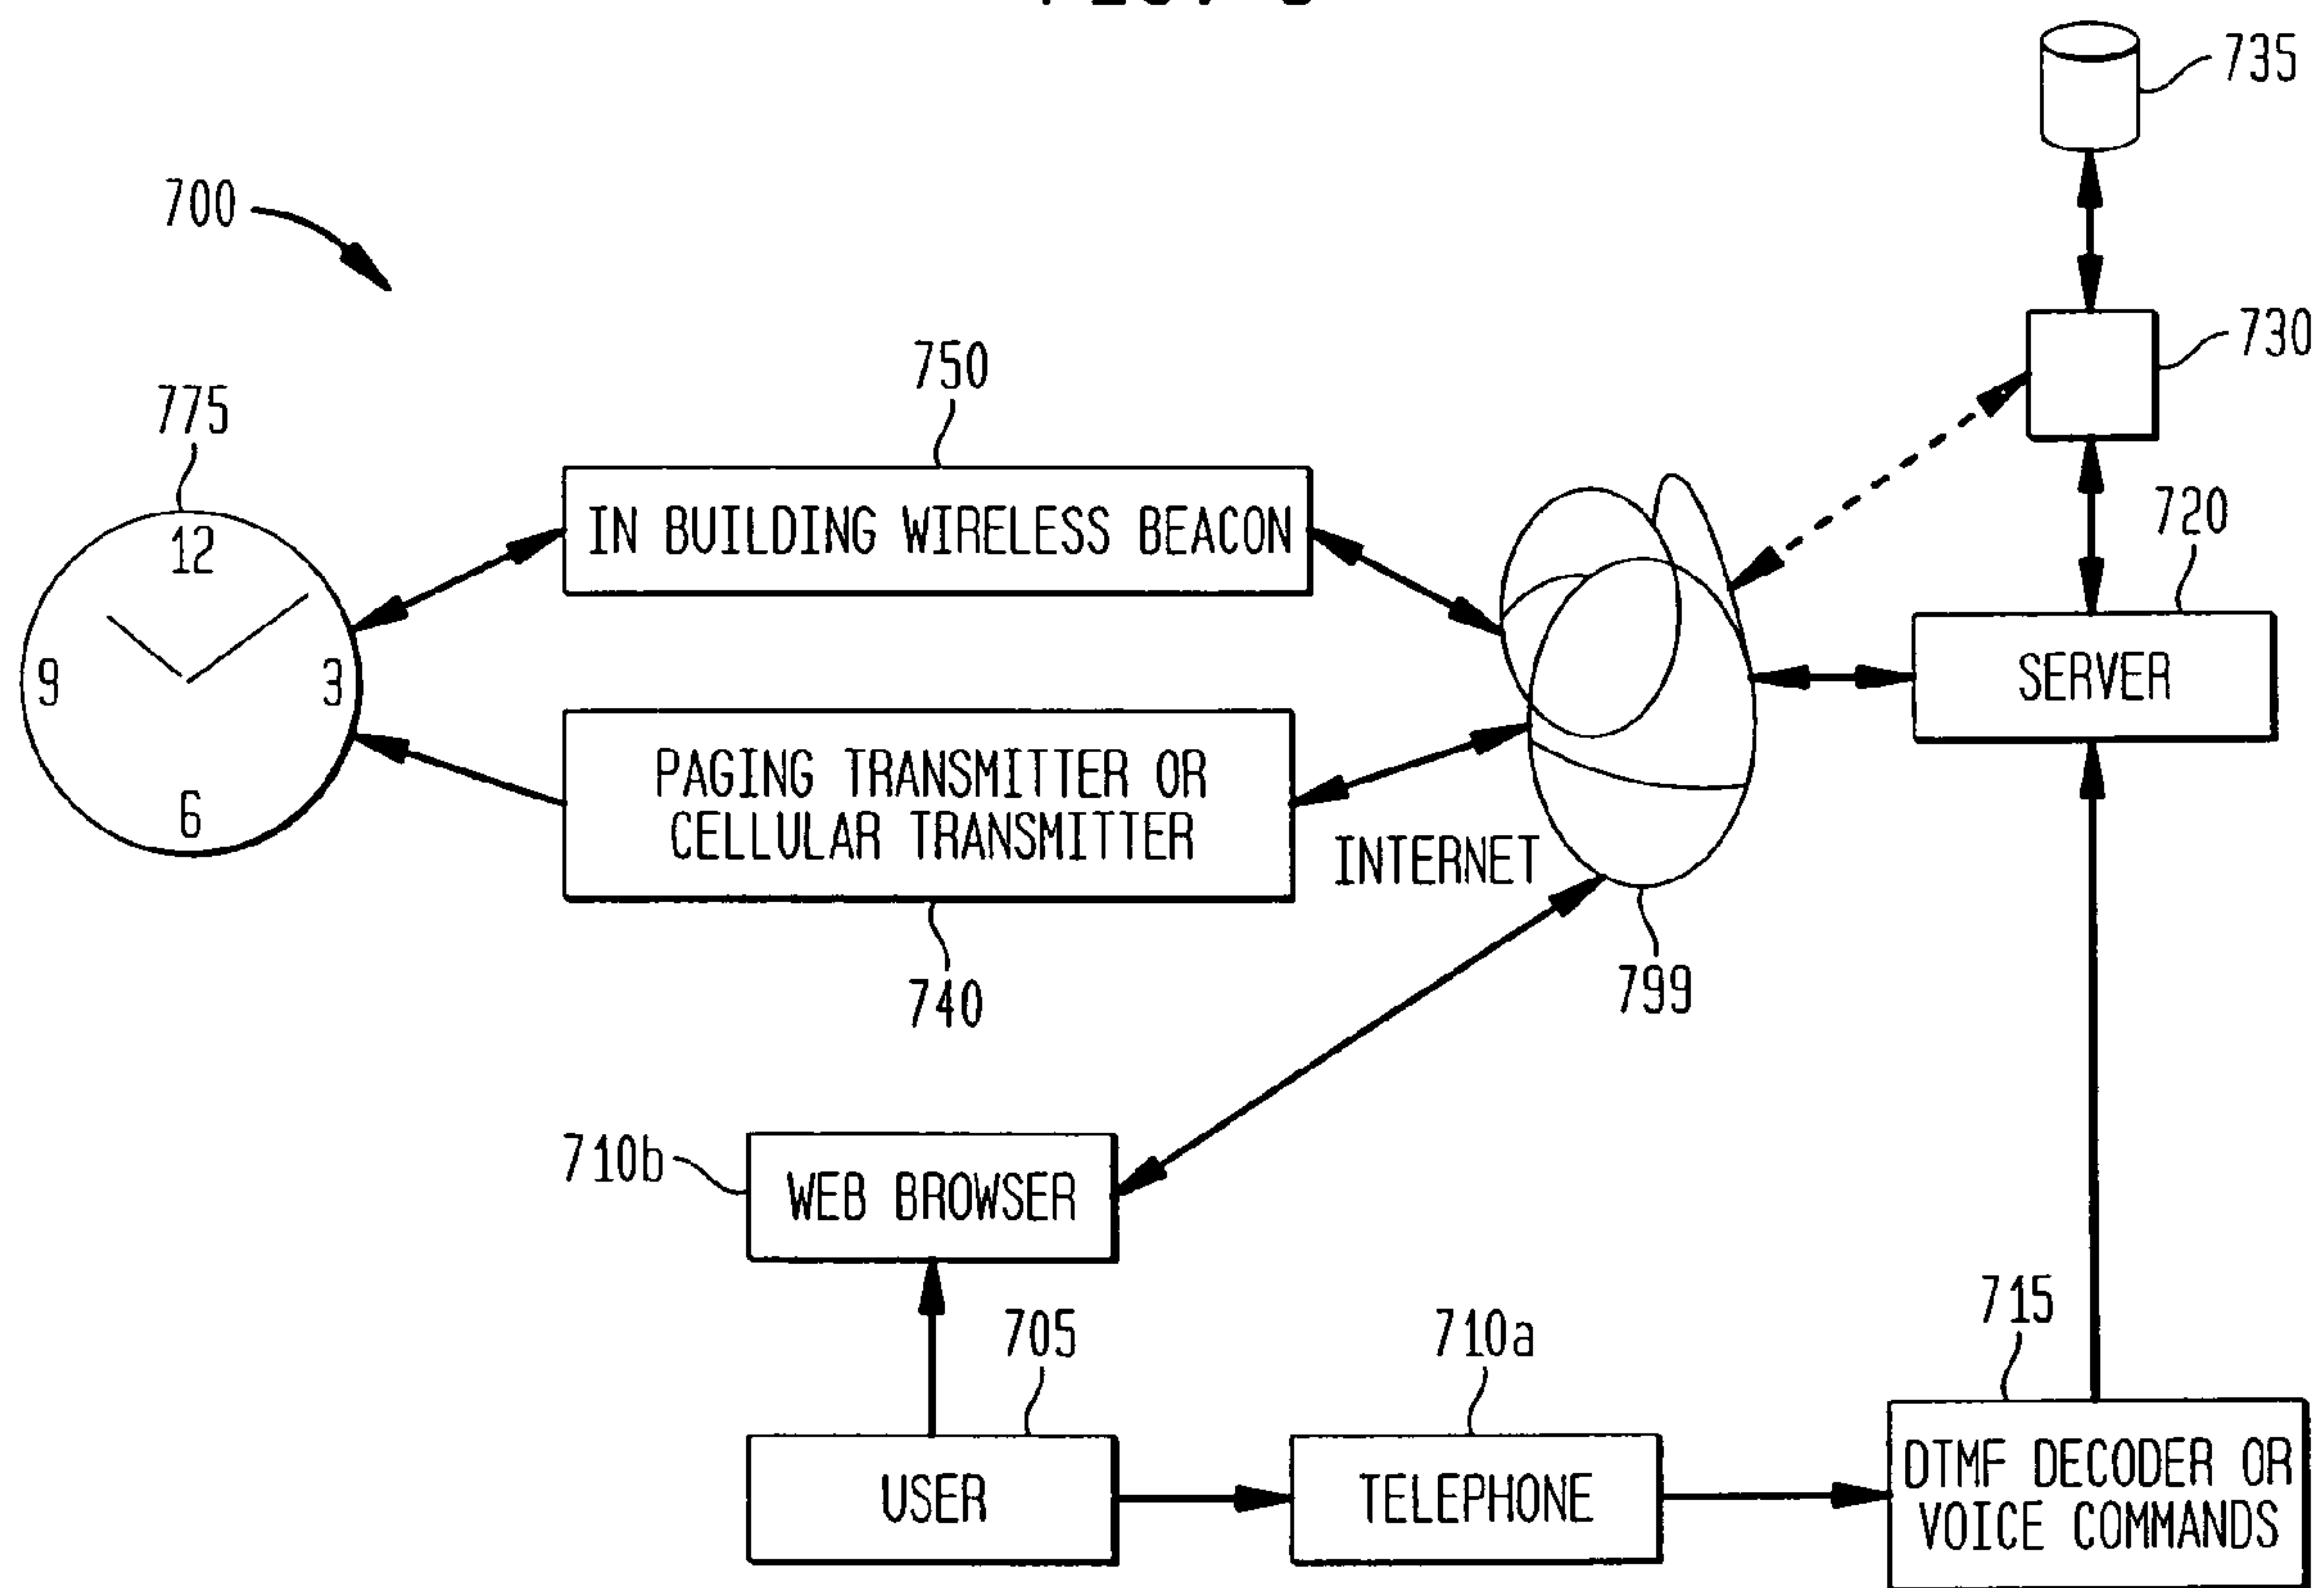 735
700
730
750
775
720
12
IN BUILDING WIRELESS BEACON
9
3
SERVER
PAGING TRANSMITTER OR
CELLULAR TRANSMITTER
6
INTERNET
740
799
710b
WEB BROWSER
705
710a
715
USER
TELEPHONE
DTMF DECODER OR
VOICE COMMANDS